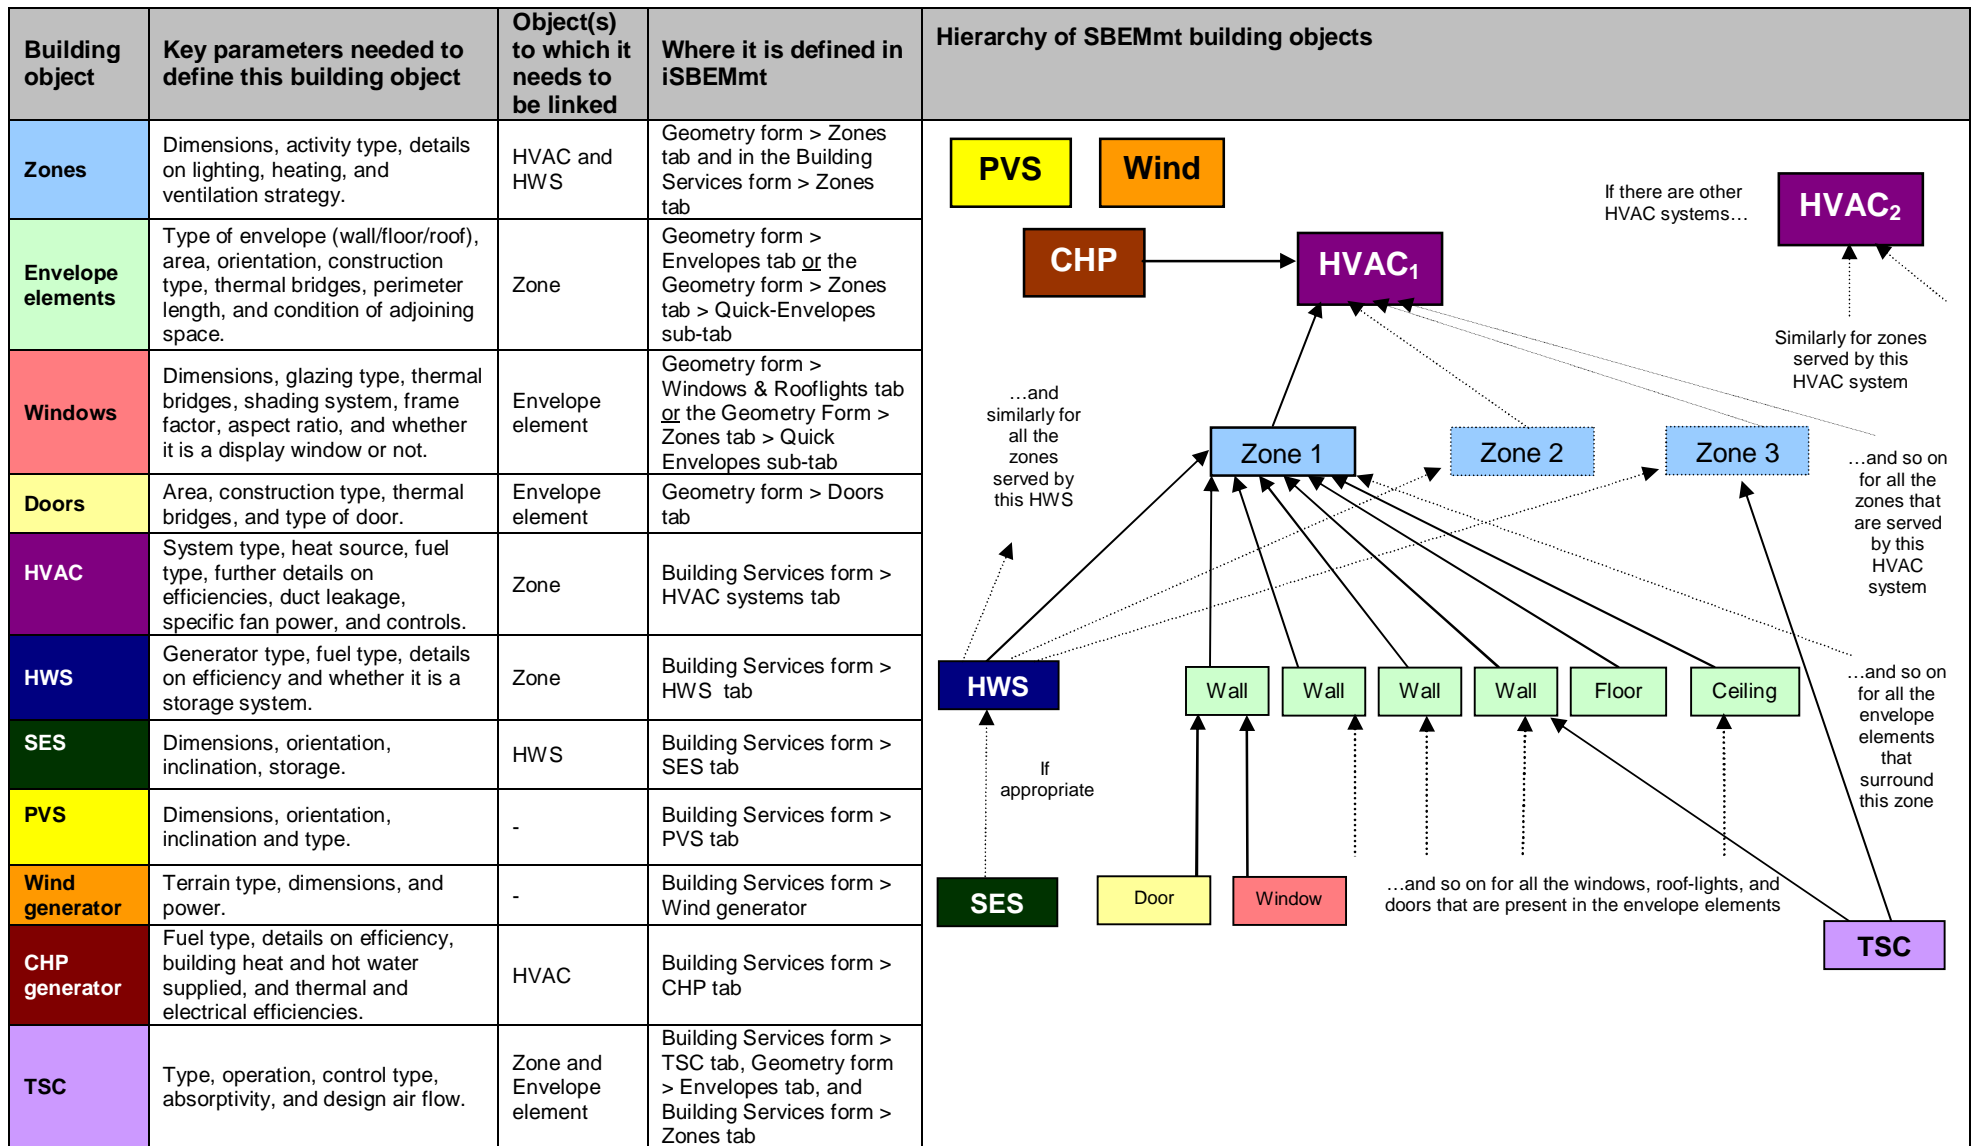 Building
object
Key parameters needed to
define this building object
Object(s)
to which it
needs to
be linked
Where it is defined in
iSBEMmt
Hierarchy of SBEMmt building objects
Zones
Dimensions, activity type, details
on lighting, heating, and
ventilation strategy.
HVAC and
HWS
Geometry form > Zones
tab and in the Building
Services form > Zones
tab
Envelope
elements
Type of envelope (wall/floor/roof),
area, orientation, construction
type, thermal bridges, perimeter
length, and condition of adjoining
space.
Zone
Geometry form >
Envelopes tab or the
Geometry form > Zones
tab > Quick-Envelopes
sub-tab
Windows
Dimensions, glazing type, thermal
bridges, shading system, frame
factor, aspect ratio, and whether
it is a display window or not.
Envelope
element
Geometry form >
Windows & Rooflights tab
or the Geometry Form >
Zones tab > Quick
Envelopes sub-tab
Doors
Area, construction type, thermal
bridges, and type of door.
Envelope
element
Geometry form > Doors
tab
HVAC
System type, heat source, fuel
type, further details on
efficiencies, duct leakage,
specific fan power, and controls.
Zone
Building Services form >
HVAC systems tab
HWS
Generator type, fuel type, details
on efficiency and whether it is a
storage system.
Zone
Building Services form >
HWS tab
SES
Dimensions, orientation,
inclination, storage.
HWS
Building Services form >
SES tab
PVS
Dimensions, orientation,
inclination and type.
-
Building Services form >
PVS tab
Wind
generator
Terrain type, dimensions, and
power.
-
Building Services form >
Wind generator
CHP
generator
Fuel type, details on efficiency,
building heat and hot water
supplied, and thermal and
electrical efficiencies.
HVAC
Building Services form >
CHP tab
TSC
Type, operation, control type,
absorptivity, and design air flow.
Zone and
Envelope
element
Building Services form >
TSC tab, Geometry form
> Envelopes tab, and
Building Services form >
Zones tab
PVS
Wind
If there are other
HVAC systems…
HVAC2
CHP
HVAC1
Similarly for zones
served by this
HVAC system
…and
similarly for
all the
zones
served by
this HWS
Zone 1
Zone 2
Zone 3
…and so on
for all the
zones that
are served
by this
HVAC
system
HWS
Wall
Wall
Wall
Wall
Floor
Ceiling
…and so on
for all the
envelope
elements
that
surround
this zone
If
appropriate
SES
Door
Window
…and so on for all the windows, roof-lights, and
doors that are present in the envelope elements
TSC